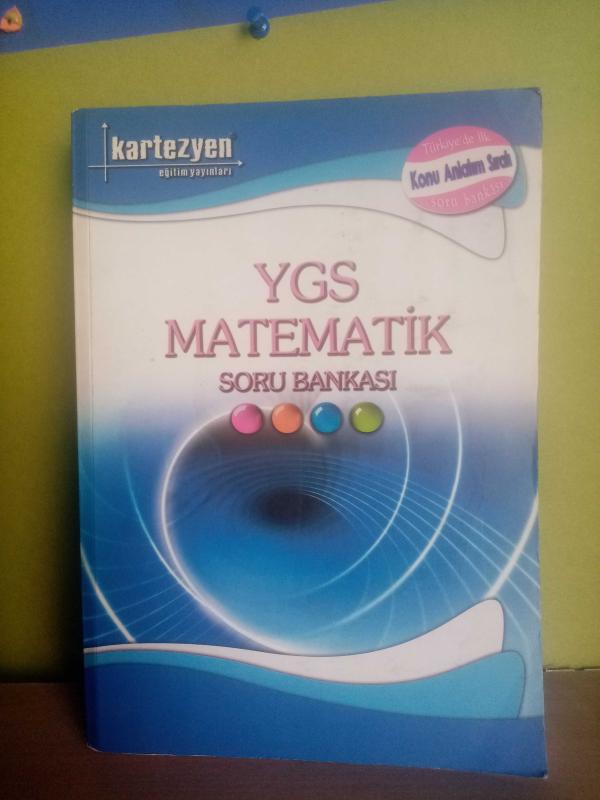 kartezyen
eğitim yayınları
Türkiye'de ilk
Konu Anlatım Sıralı
soru bankası
YGS
MATEMATİK
SORU BANKASI